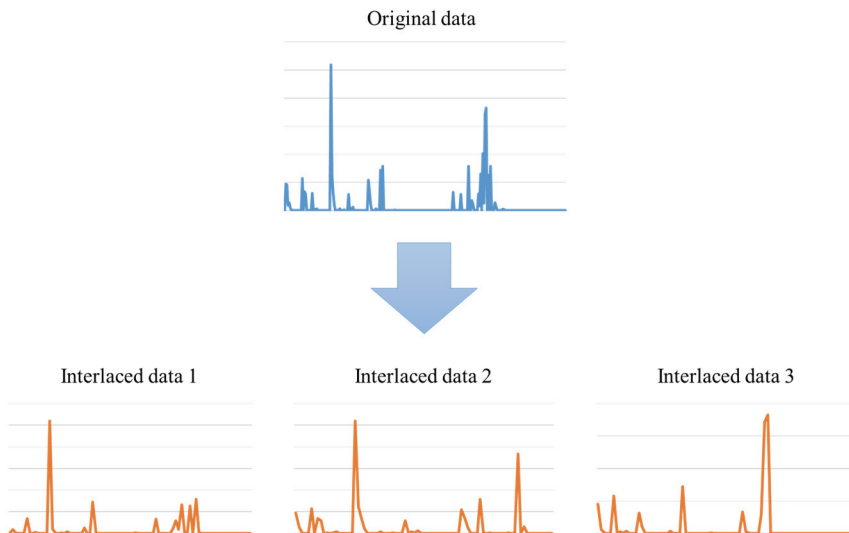 Original data
Interlaced data 1
Interlaced data 2
Interlaced data 3